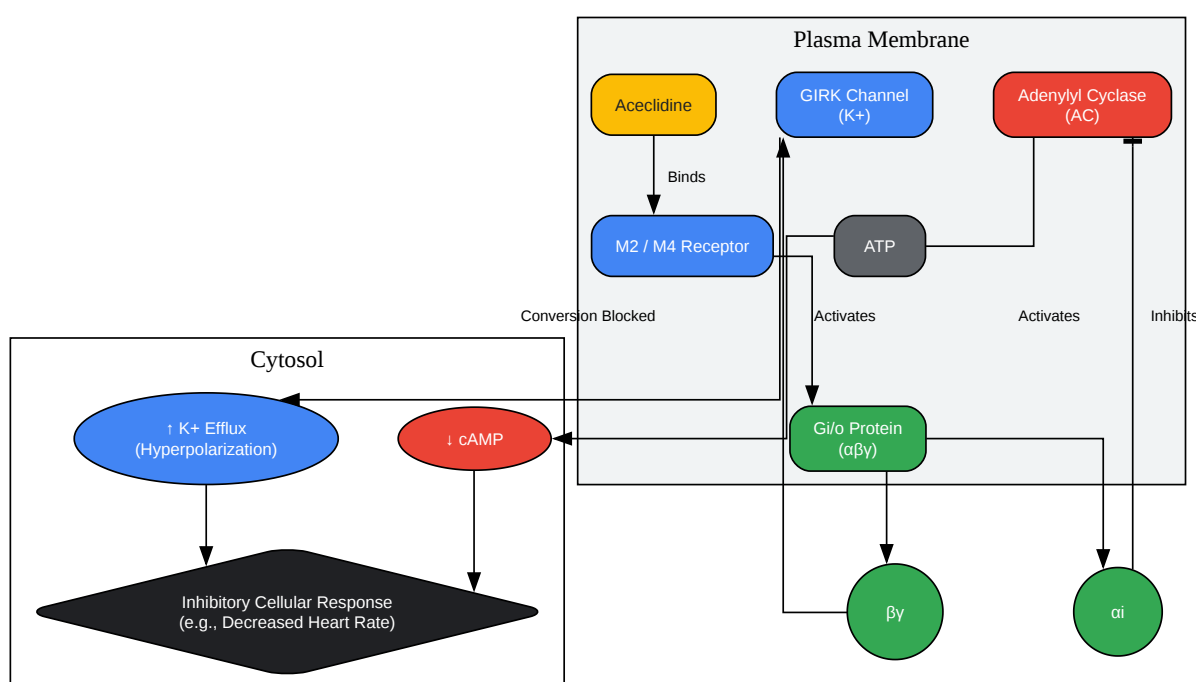 Plasma Membrane
Aceclidine
GIRK Channel
(K+)
Adenylyl Cyclase
(AC)
Binds
M2 / M4 Receptor
ATP
Conversion Blocked
Activates
Activates
Inhibits
Cytosol
↑ K+ Efflux
(Hyperpolarization)
↓ cAMP
Gi/o Protein
(αβγ)
Inhibitory Cellular Response
(e.g., Decreased Heart Rate)
βγ
αi